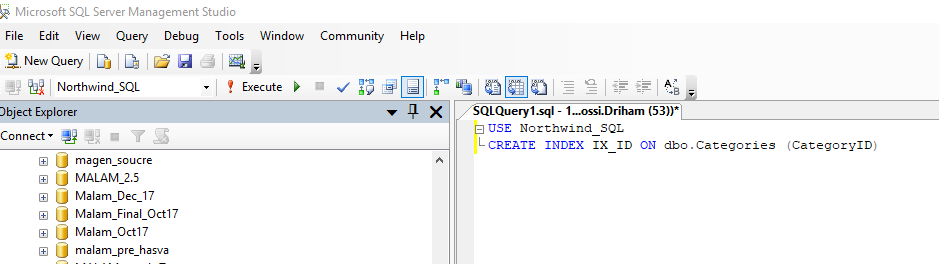 Microsoft SQL Server Management Studio
File Edit View Query Debug Tools Window Community Help
New Query
Northwind_SQL Execute
Object Explorer
SQLQuery1.sql - 1...ossi.Driham (53))*
Connect
USE Northwind_SQL
CREATE INDEX IX_ID ON dbo.Categories (CategoryID)
magen_soucre
MALAM_2.5
Malam_Dec_17
Malam_Final_Oct17
Malam_Oct17
malam_pre_hasva